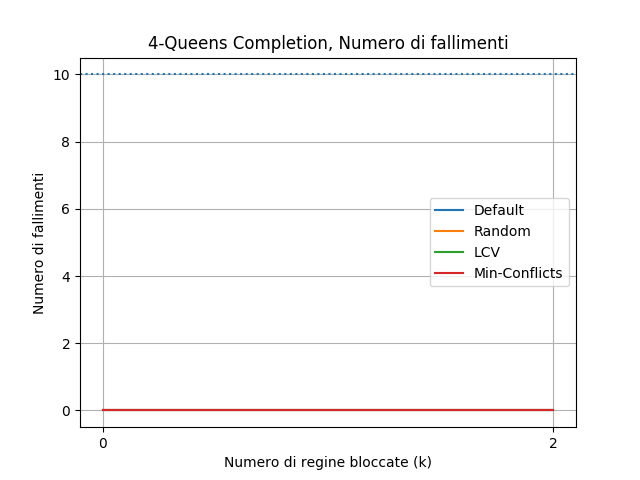 4-Queens Completion, Numero di fallimenti
10
8
6
4
2
0
Numero di fallimenti
Default
Random
LCV
Min-Conflicts
0
2
Numero di regine bloccate (k)